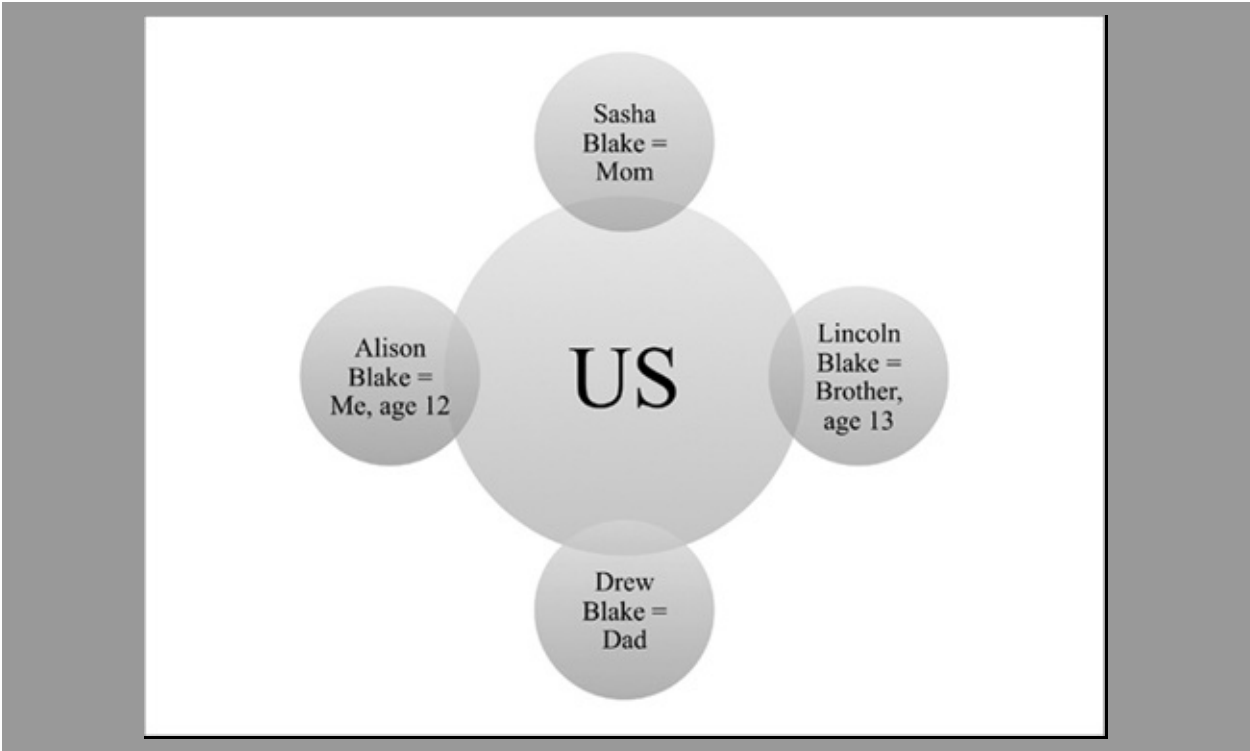 Sasha
Blake =
Mom
Alison
Blake =
Me, age 12
US
Lincoln
Blake =
Brother,
age 13
Drew
Blake =
Dad